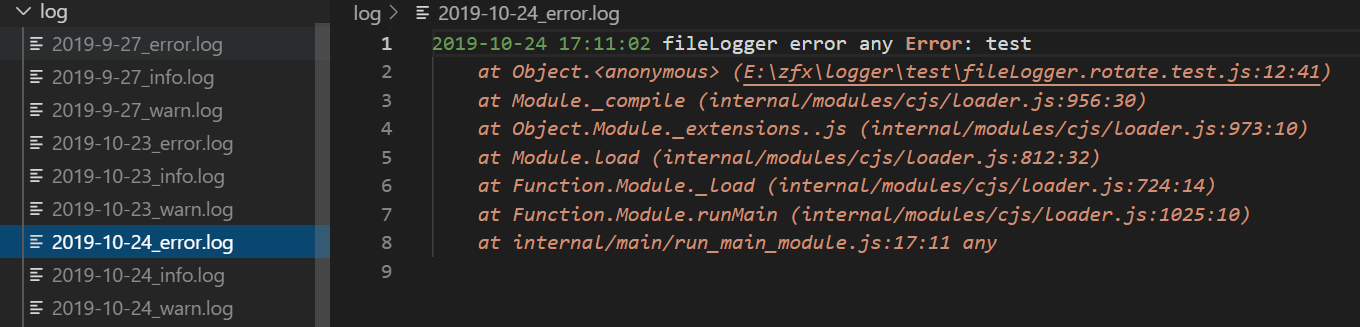 log
2019-9-27_error.log
2019-9-27_info.log
2019-9-27_warn.log
2019-10-23_error.log
2019-10-23_info.log
2019-10-23_warn.log
2019-10-24_error.log
2019-10-24_info.log
2019-10-24_warn.log
log > 2019-10-24_error.log
1 2019-10-24 17:11:02 fileLogger error any Error: test
2 at Object.<anonymous> (E:\zfx\logger\test\fileLogger.rotate.test.js:12:41)
3 at Module._compile (internal/modules/cjs/loader.js:956:30)
4 at Object.Module._extensions..js (internal/modules/cjs/loader.js:973:10)
5 at Module.load (internal/modules/cjs/loader.js:812:32)
6 at Function.Module._load (internal/modules/cjs/loader.js:724:14)
7 at Function.Module.runMain (internal/modules/cjs/loader.js:1025:10)
8 at internal/main/run_main_module.js:17:11 any
9